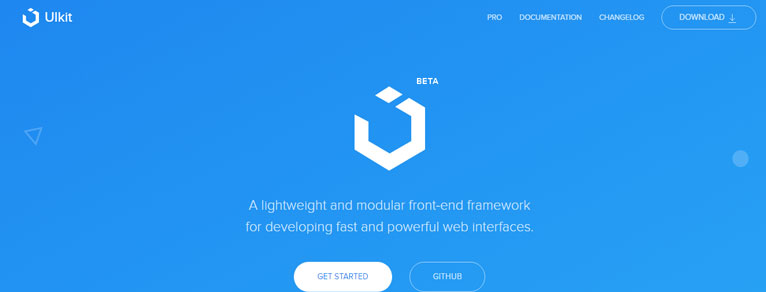 UIkit
PRO
DOCUMENTATION
CHANGELOG
DOWNLOAD
BETA
A lightweight and modular front-end framework
for developing fast and powerful web interfaces.
GET STARTED
GITHUB